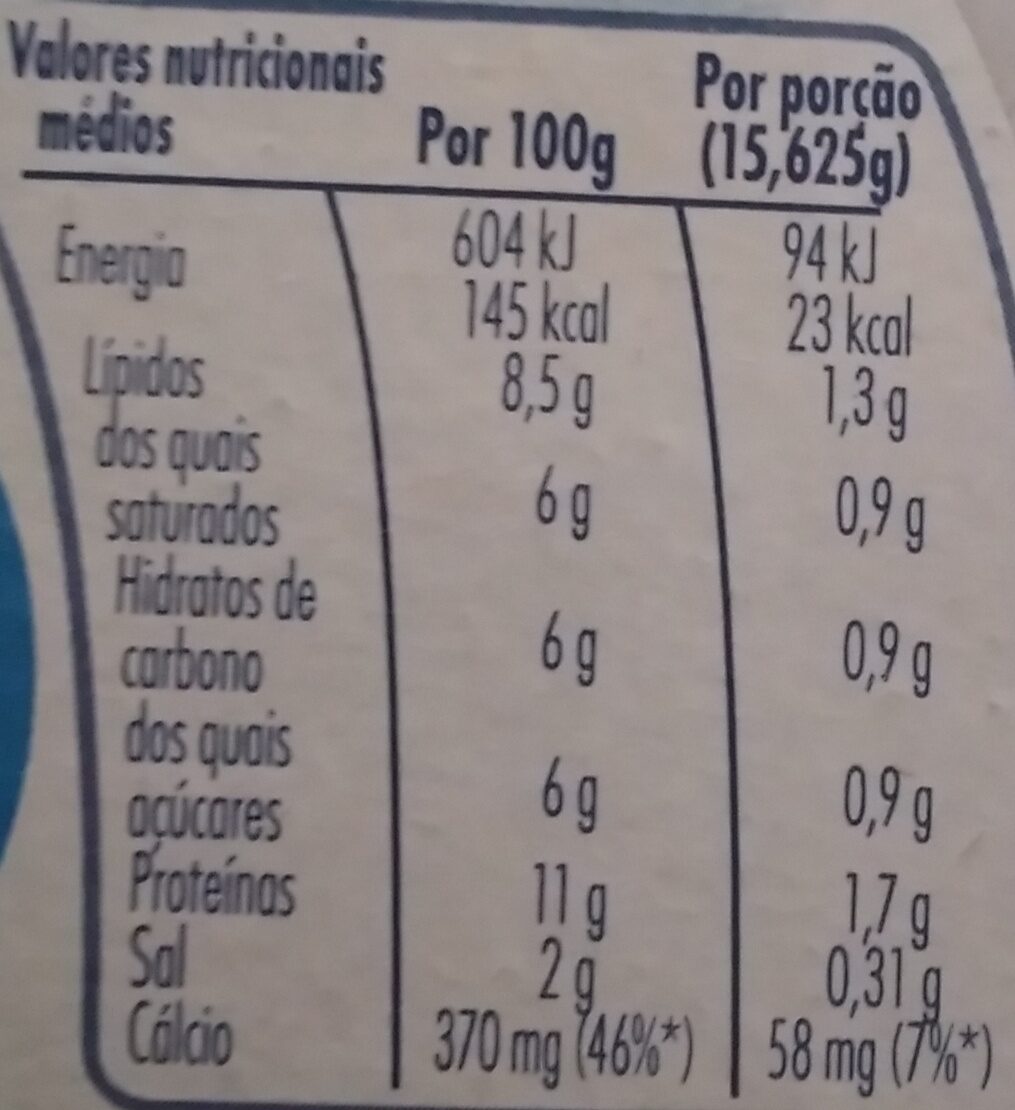 Valores nutricionais
médios
Por 100g
Por porção
(15,625g)
Energia 604 kJ 94 kJ
145 kcal 23 kcal
Lípidos 8,5 g 1,3 g
dos quais
saturados 6 g 0,9 g
Hidratos de
carbono 6 g 0,9 g
dos quais
açúcares 6 g 0,9 g
Proteínas 11 g 1,7 g
Sal 2 g 0,31 g
Cálcio 370 mg (46%*) 58 mg (7%*)